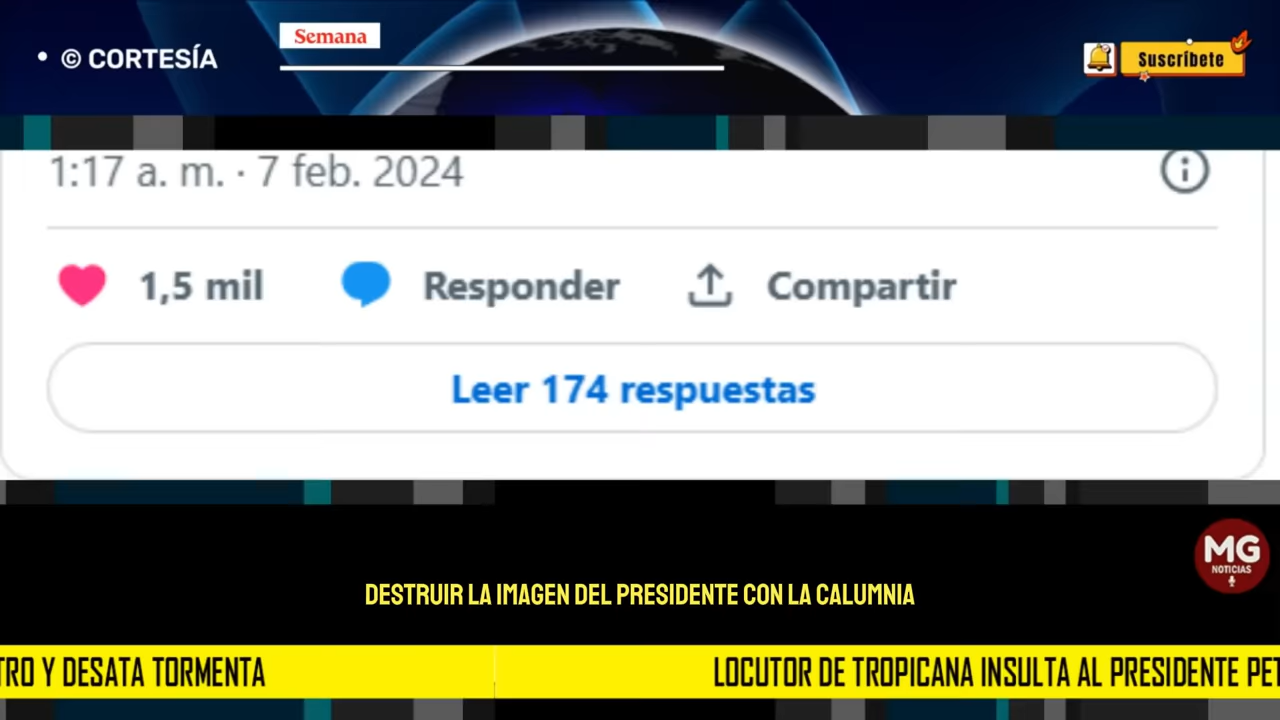 • © CORTESÍA
Semana
Suscríbete
1:17 a. m. · 7 feb. 2024
1,5 mil
Responder
Compartir
Leer 174 respuestas
MG
NOTICIAS
DESTRUIR LA IMAGEN DEL PRESIDENTE CON LA CALUMNIA
TRO Y DESATA TORMENTA
LOCUTOR DE TROPICANA INSULTA AL PRESIDENTE PET